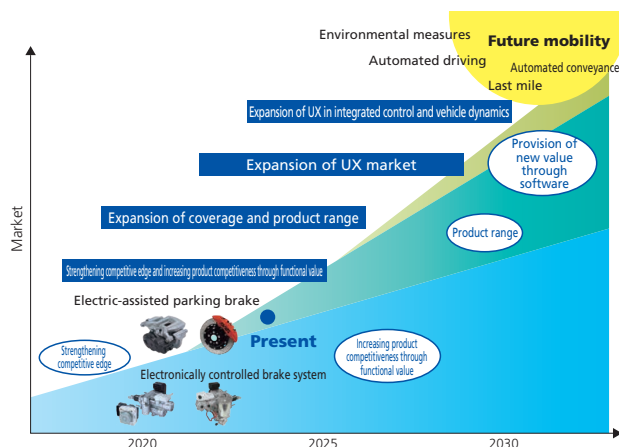 Environmental measures
Future mobility
Automated driving
Automated conveyance
Last mile
Expansion of UX in integrated control and vehicle dynamics
Provision of
new value
through
software
Expansion of UX market
Expansion of coverage and product range
Product range
Market
Strengthening competitive edge and increasing product competitiveness through functional value
Electric-assisted parking brake
Present
Strengthening
competitive edge
Increasing product
competitiveness through
functional value
Electronically controlled brake system
2020
2025
2030